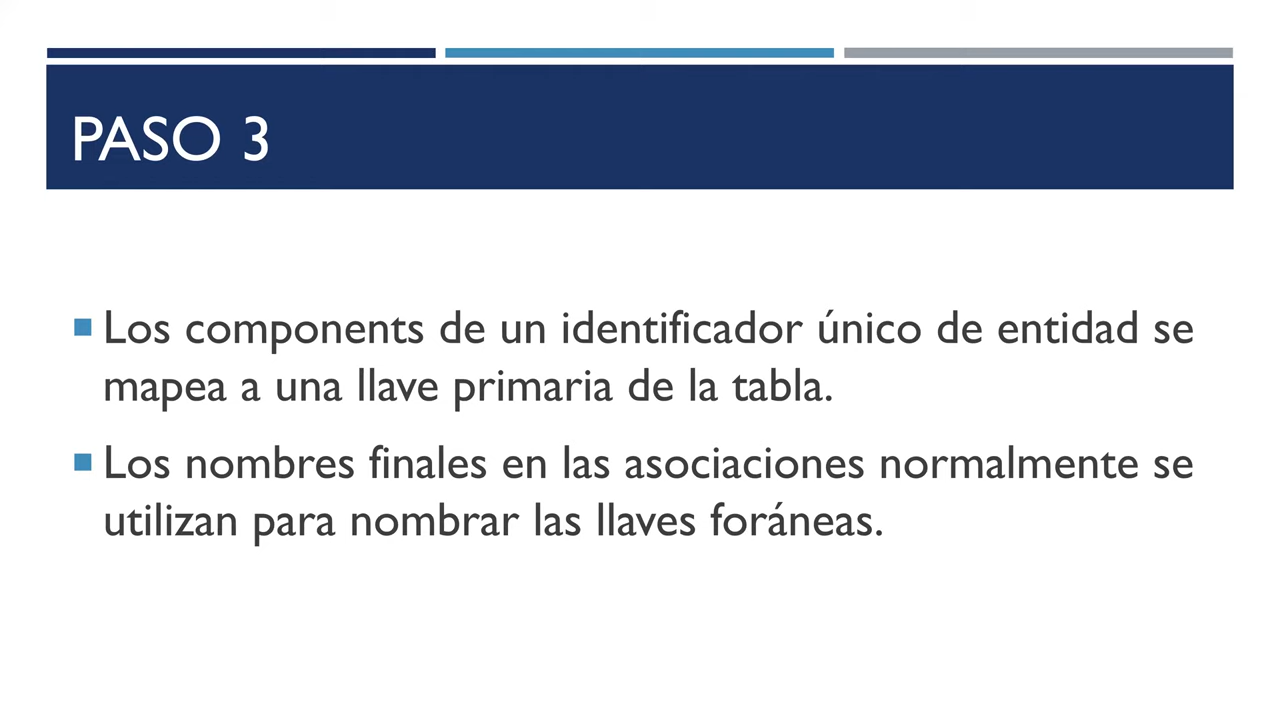 PASO 3
Los components de un identificador único de entidad se
mapea a una llave primaria de la tabla.
Los nombres finales en las asociaciones normalmente se
utilizan para nombrar las llaves foráneas.